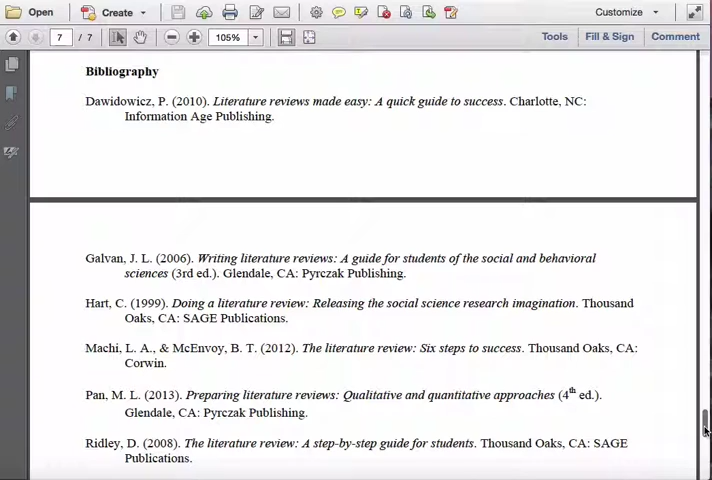 Open Create Customize
7 / 7 105% Tools Fill & Sign Comment
Bibliography
Dawidowicz, P. (2010). Literature reviews made easy: A quick guide to success. Charlotte, NC:
Information Age Publishing.
Galvan, J. L. (2006). Writing literature reviews: A guide for students of the social and behavioral
sciences (3rd ed.). Glendale, CA: Pyrczak Publishing.
Hart, C. (1999). Doing a literature review: Releasing the social science research imagination. Thousand
Oaks, CA: SAGE Publications.
Machi, L. A., & McEnvoy, B. T. (2012). The literature review: Six steps to success. Thousand Oaks, CA:
Corwin.
Pan, M. L. (2013). Preparing literature reviews: Qualitative and quantitative approaches (4th ed.).
Glendale, CA: Pyrczak Publishing.
Ridley, D. (2008). The literature review: A step-by-step guide for students. Thousand Oaks, CA: SAGE
Publications.